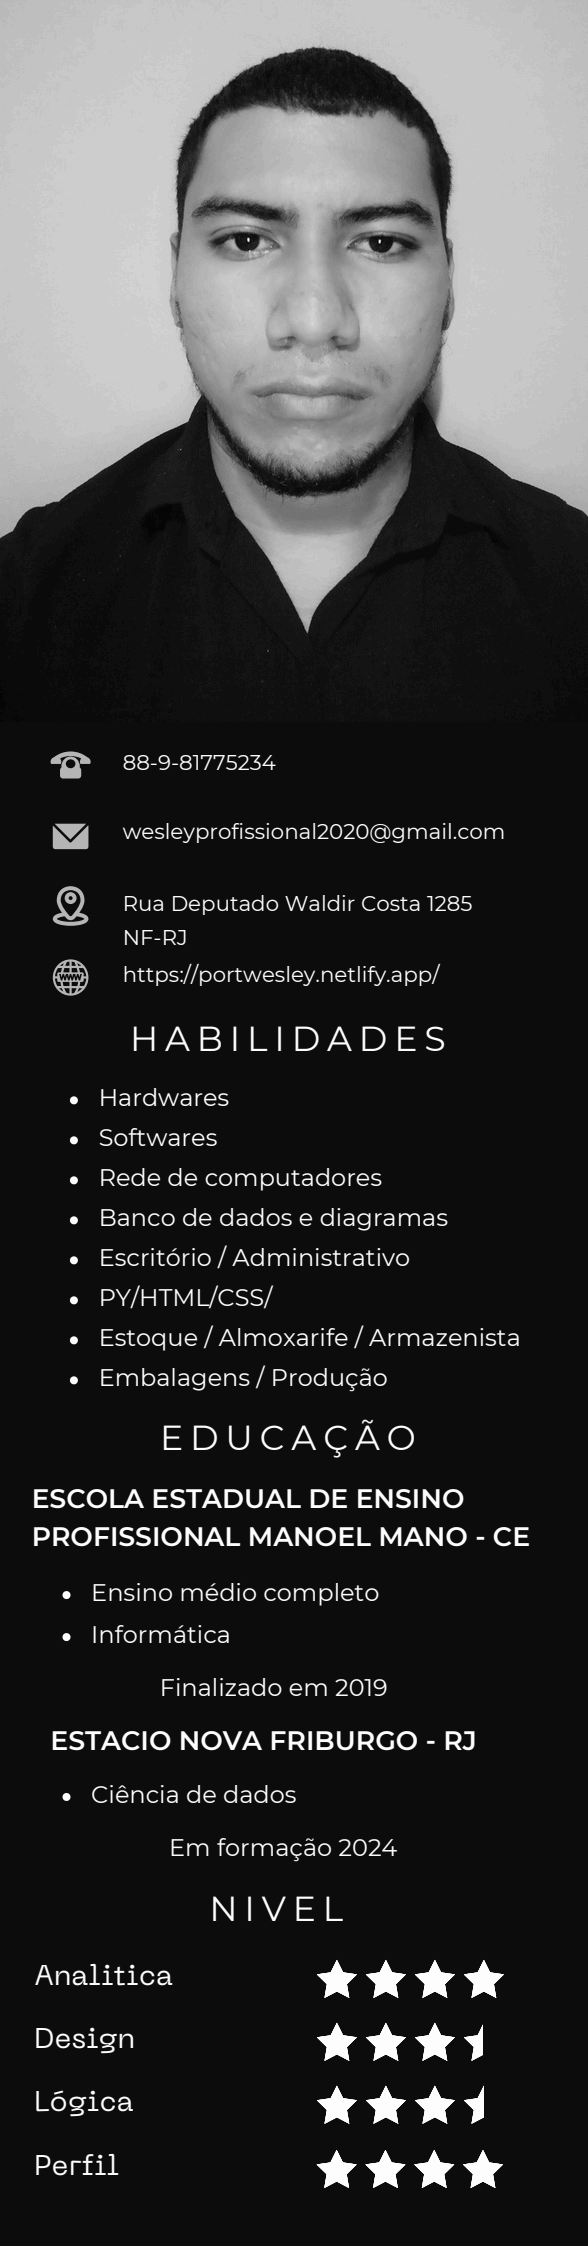 88-9-81775234
wesleyprofissional2020@gmail.com
Rua Deputado Waldir Costa 1285
NF-RJ
https://portwesley.netlify.app/
HABILIDADES
Hardwares
Softwares
Rede de computadores
Banco de dados e diagramas
Escritório / Administrativo
PY/HTML/CSS/
Estoque / Almoxarife / Armazenista
Embalagens / Produção
EDUCAÇÃO
ESCOLA ESTADUAL DE ENSINO
PROFISSIONAL MANOEL MANO - CE
Ensino médio completo
Informática
Finalizado em 2019
ESTACIO NOVA FRIBURGO - RJ
Ciência de dados
Em formação 2024
NIVEL
Analitica
Design
Lógica
Perfil